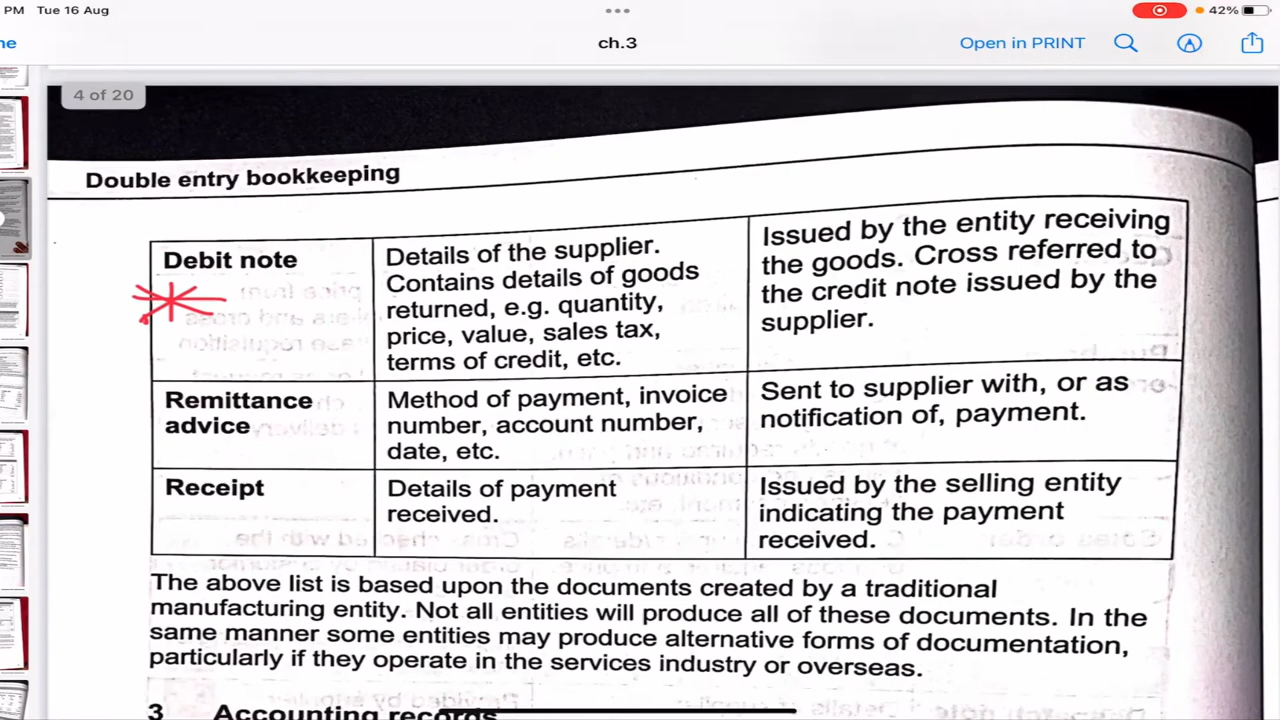 PM Tue 16 Aug
42%
ne
ch.3
Open in PRINT
4 of 20
Double entry bookkeeping
Debit note
Details of the supplier.
Contains details of goods
returned, e.g. quantity,
price, value, sales tax,
terms of credit, etc.
Issued by the entity receiving
the goods. Cross referred to
the credit note issued by the
supplier.
Remittance
advice
Method of payment, invoice
number, account number,
date, etc.
Sent to supplier with, or as
notification of, payment.
Receipt
Details of payment
received.
Issued by the selling entity
indicating the payment
received.
The above list is based upon the documents created by a traditional
manufacturing entity. Not all entities will produce all of these documents. In the
same manner some entities may produce alternative forms of documentation,
particularly if they operate in the services industry or overseas.
3 Accounting records